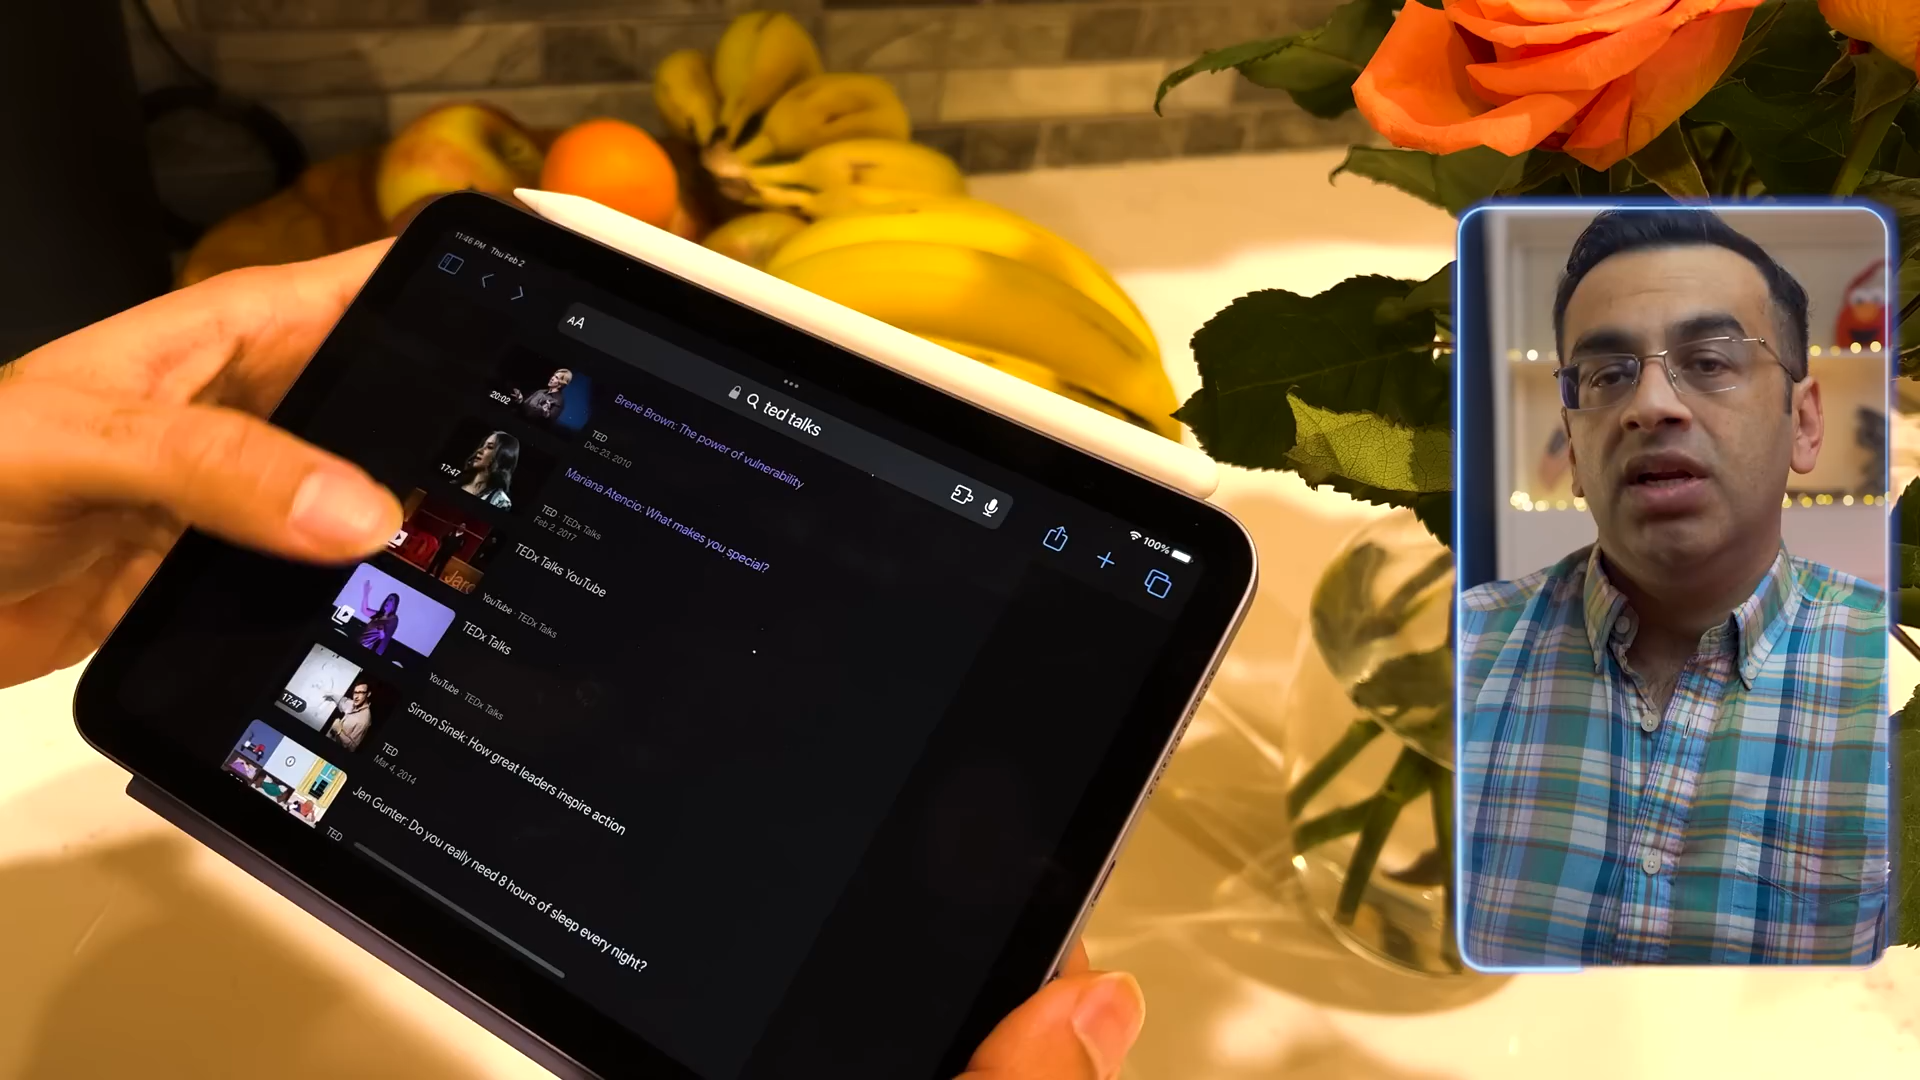 11:46 PM Thu Feb 2
AA
ted talks
100%
20:02
Brené Brown: The power of vulnerability
TED
Dec 23, 2010
17:47
Mariana Atencio: What makes you special?
TED · TEDx Talks
Feb 2, 2017
TEDx Talks YouTube
YouTube · TEDx Talks
TEDx Talks
YouTube · TEDx Talks
17:47
Simon Sinek: How great leaders inspire action
TED
Mar 4, 2014
Jen Gunter: Do you really need 8 hours of sleep every night?
TED